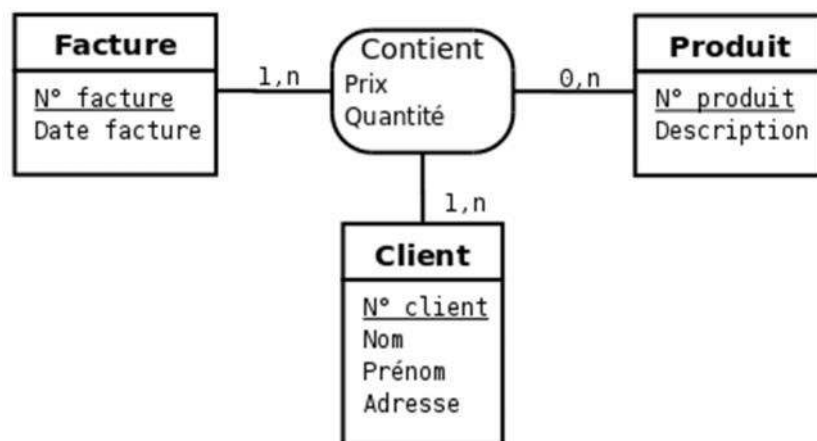 Facture
N° facture
Date facture
1,n
Contient
Prix
Quantité
0,n
Produit
N° produit
Description
1,n
Client
N° client
Nom
Prénom
Adresse